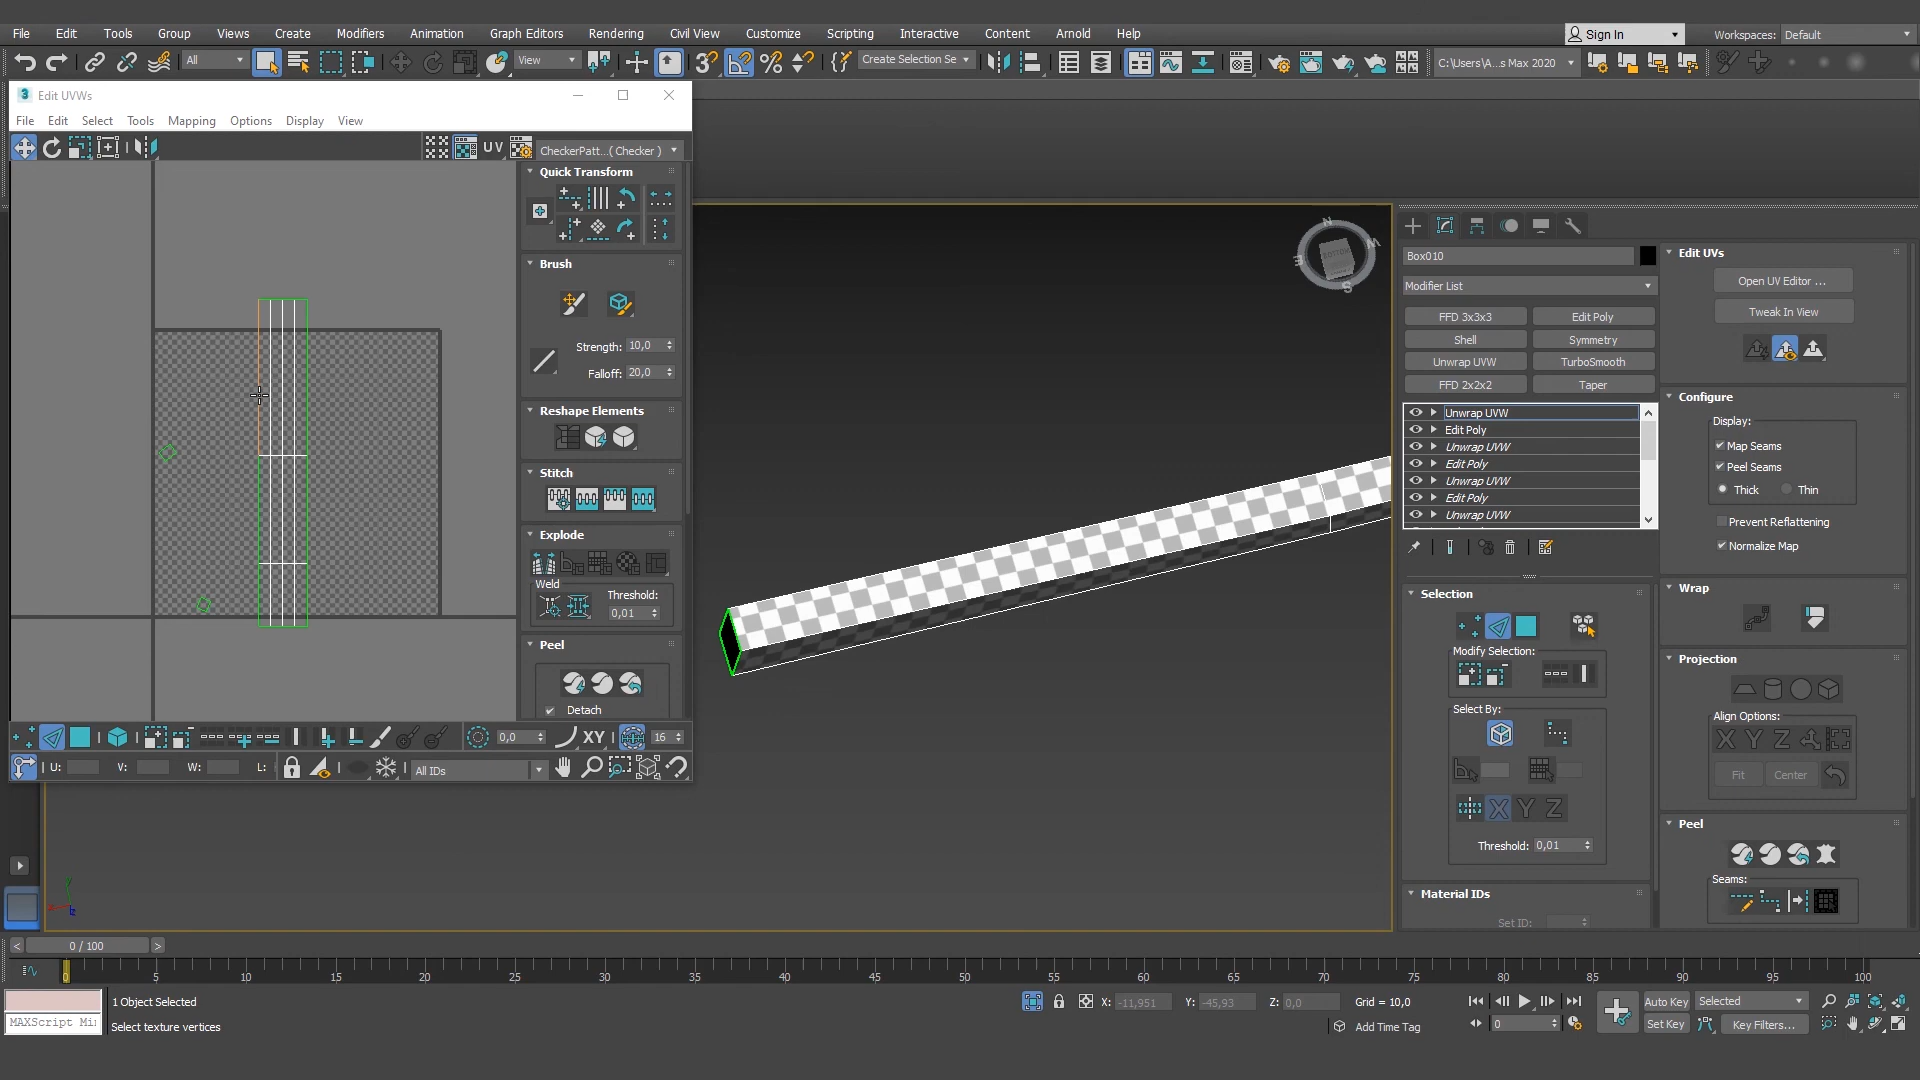 File Edit Tools Group Views Create Modifiers Animation Graph Editors Rendering Civil View Customize Scripting Interactive Content Arnold Help Sign In Workspaces: Default
All View Create Selection Se C:\Users\A...s Max 2020
3 Edit UVWs
File Edit Select Tools Mapping Options Display View
UV CheckerPatt...( Checker )
Quick Transform
Brush
Strength: 10,0
Falloff: 20,0
Reshape Elements
Stitch
Explode
Weld
Threshold:
0,01
Peel
Detach
0,0 XY 16
U: V: W: L: All IDs
N W E S
Box010
Modifier List
FFD 3x3x3 Edit Poly
Shell Symmetry
Unwrap UVW TurboSmooth
FFD 2x2x2 Taper
Unwrap UVW
Edit Poly
Unwrap UVW
Edit Poly
Unwrap UVW
Edit Poly
Unwrap UVW
Selection
Modify Selection:
Select By:
X Y Z
Threshold: 0,01
Material IDs
Set ID:
Edit UVs
Open UV Editor ...
Tweak In View
Configure
Display:
Map Seams
Peel Seams
Thick Thin
Prevent Reflattening
Normalize Map
Wrap
Projection
Align Options:
X Y Z
Fit Center
Peel
Seams:
< 0 / 100 >
0 5 10 15 20 25 30 35 40 45 50 55 60 65 70 75 80 85 90 95 100
1 Object Selected X: -11,951 Y: -45,93 Z: 0,0 Grid = 10,0 Auto Key Selected
MAXScript Mi Select texture vertices Add Time Tag 0 Set Key Key Filters...